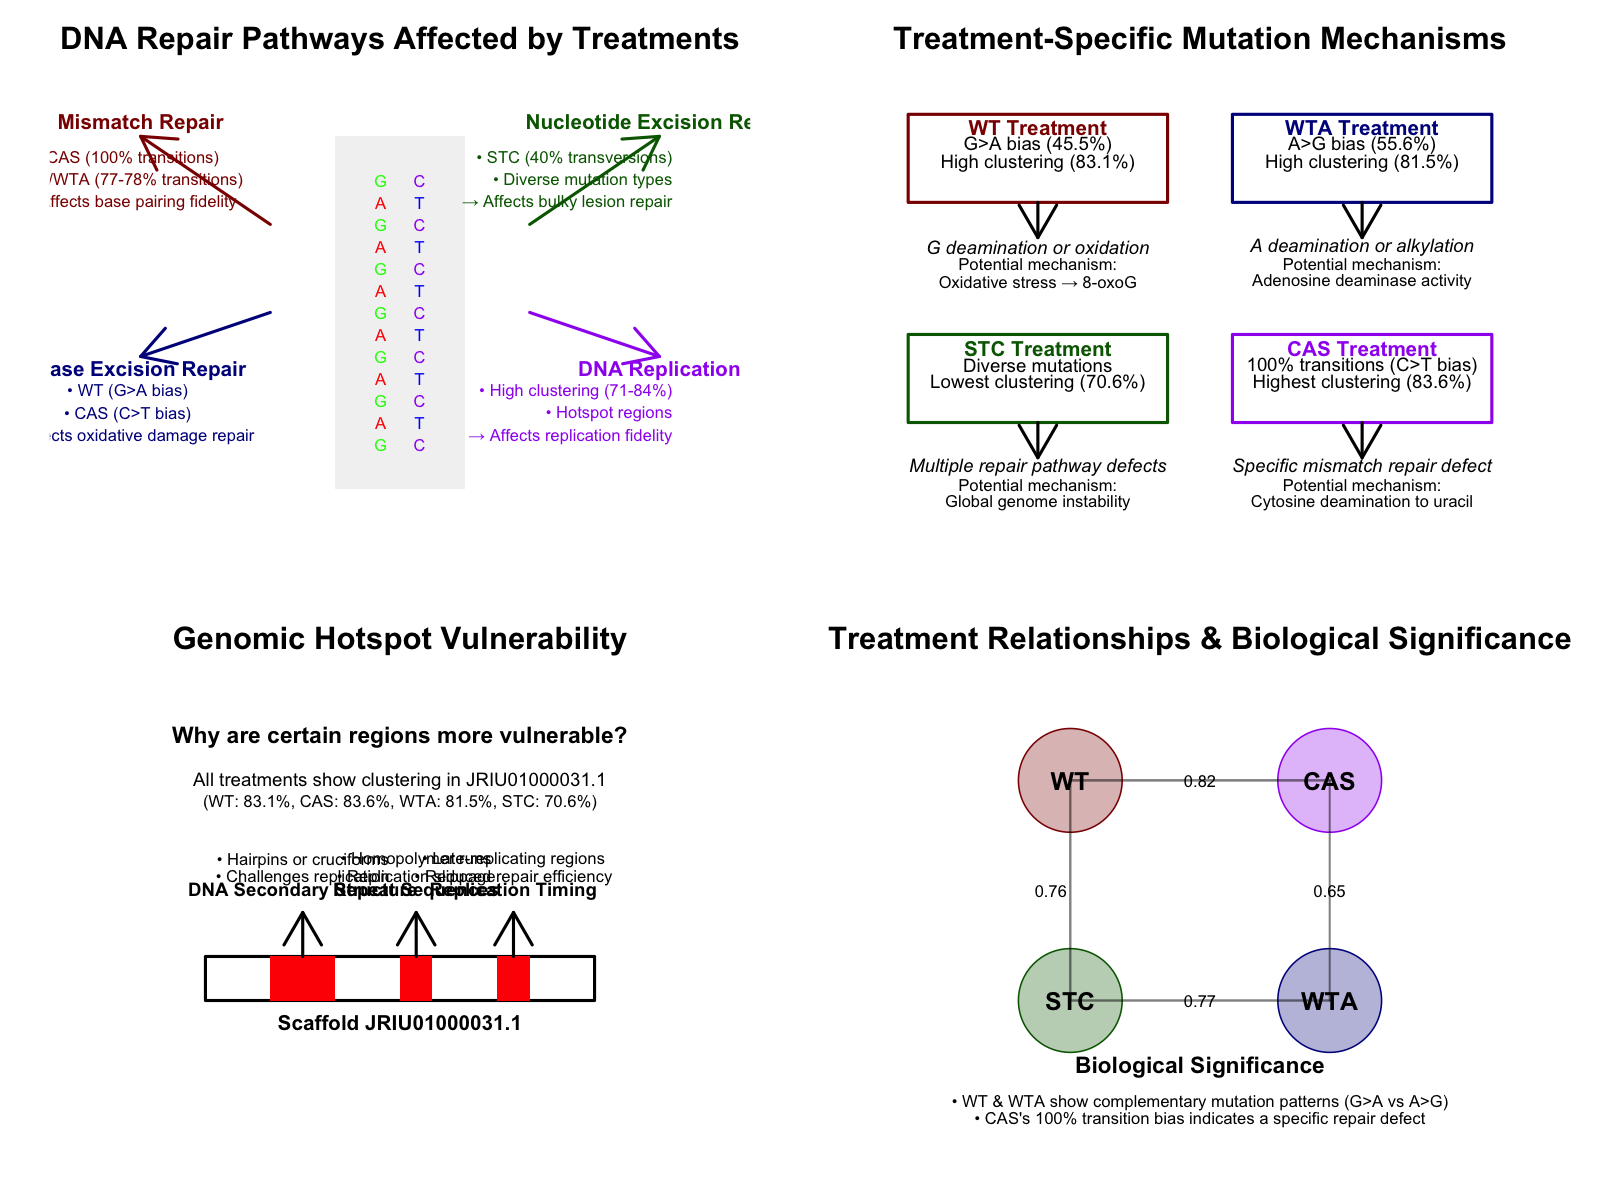 DNA Repair Pathways Affected by Treatments
Mismatch Repair
CAS (100% transitions)
/WTA (77-78% transitions)
ffects base pairing fidelity
Nucleotide Excision Re
• STC (40% transversions)
• Diverse mutation types
→ Affects bulky lesion repair
G C
A T
G C
A T
G C
A T
G C
A T
G C
A T
G C
A T
G C
ase Excision Repair
• WT (G>A bias)
• CAS (C>T bias)
cts oxidative damage repair
DNA Replication
• High clustering (71-84%)
• Hotspot regions
→ Affects replication fidelity
Treatment-Specific Mutation Mechanisms
WT Treatment
G>A bias (45.5%)
High clustering (83.1%)
G deamination or oxidation
Potential mechanism:
Oxidative stress → 8-oxoG
WTA Treatment
A>G bias (55.6%)
High clustering (81.5%)
A deamination or alkylation
Potential mechanism:
Adenosine deaminase activity
STC Treatment
Diverse mutations
Lowest clustering (70.6%)
Multiple repair pathway defects
Potential mechanism:
Global genome instability
CAS Treatment
100% transitions (C>T bias)
Highest clustering (83.6%)
Specific mismatch repair defect
Potential mechanism:
Cytosine deamination to uracil
Genomic Hotspot Vulnerability
Why are certain regions more vulnerable?
All treatments show clustering in JRIU01000031.1
(WT: 83.1%, CAS: 83.6%, WTA: 81.5%, STC: 70.6%)
• Hairpins or cruciforms
• Challenges replication
DNA Secondary Structure
• Homopolymer runs
• Replication slippage
Repeat Sequences
• Late-replicating regions
• Reduced repair efficiency
Replication Timing
Scaffold JRIU01000031.1
Treatment Relationships & Biological Significance
WT
0.82
CAS
0.76
0.65
STC
0.77
WTA
Biological Significance
• WT & WTA show complementary mutation patterns (G>A vs A>G)
• CAS's 100% transition bias indicates a specific repair defect